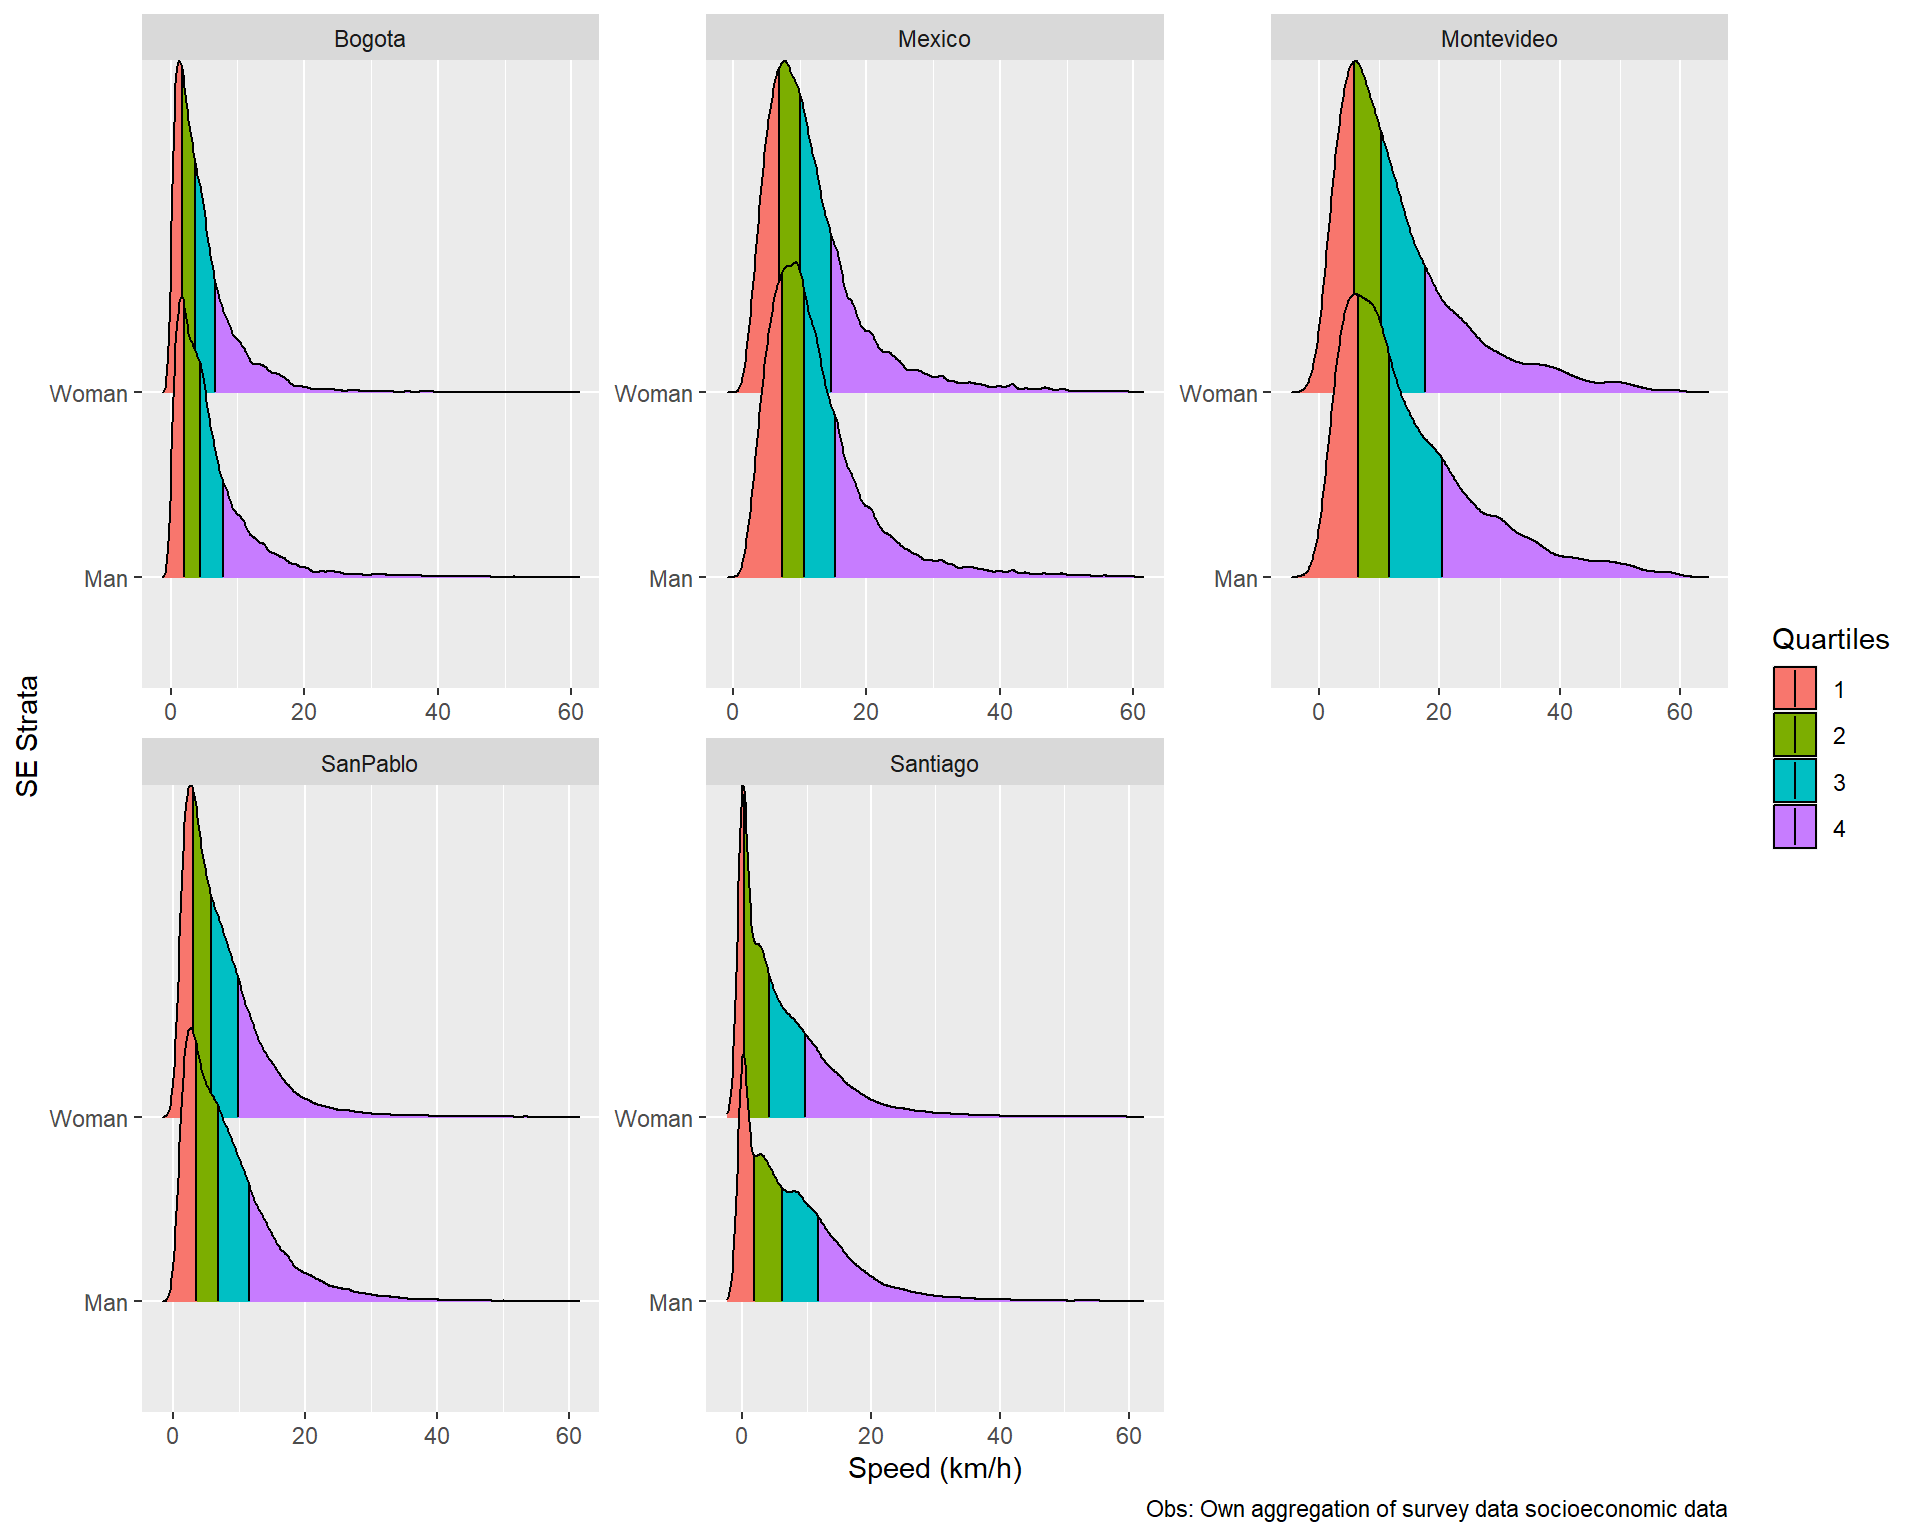 Bogota
Mexico
Montevideo
Woman
Man
Woman
Man
Woman
Man
0 20 40 60
0 20 40 60
0 20 40 60
SE Strata
SanPablo
Santiago
Woman
Man
Woman
Man
0 20 40 60
0 20 40 60
Speed (km/h)
Quartiles
1
2
3
4
Obs: Own aggregation of survey data socioeconomic data